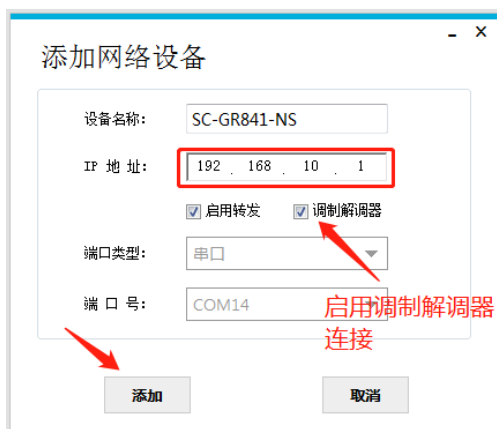 添加网络设备
设备名称： SC-GR841-NS
IP 地 址： 192 . 168 . 10 . 1
启用转发 调制解调器
端口类型： 串口
端 口 号： COM14
启用调制解调器
连接
添加 取消